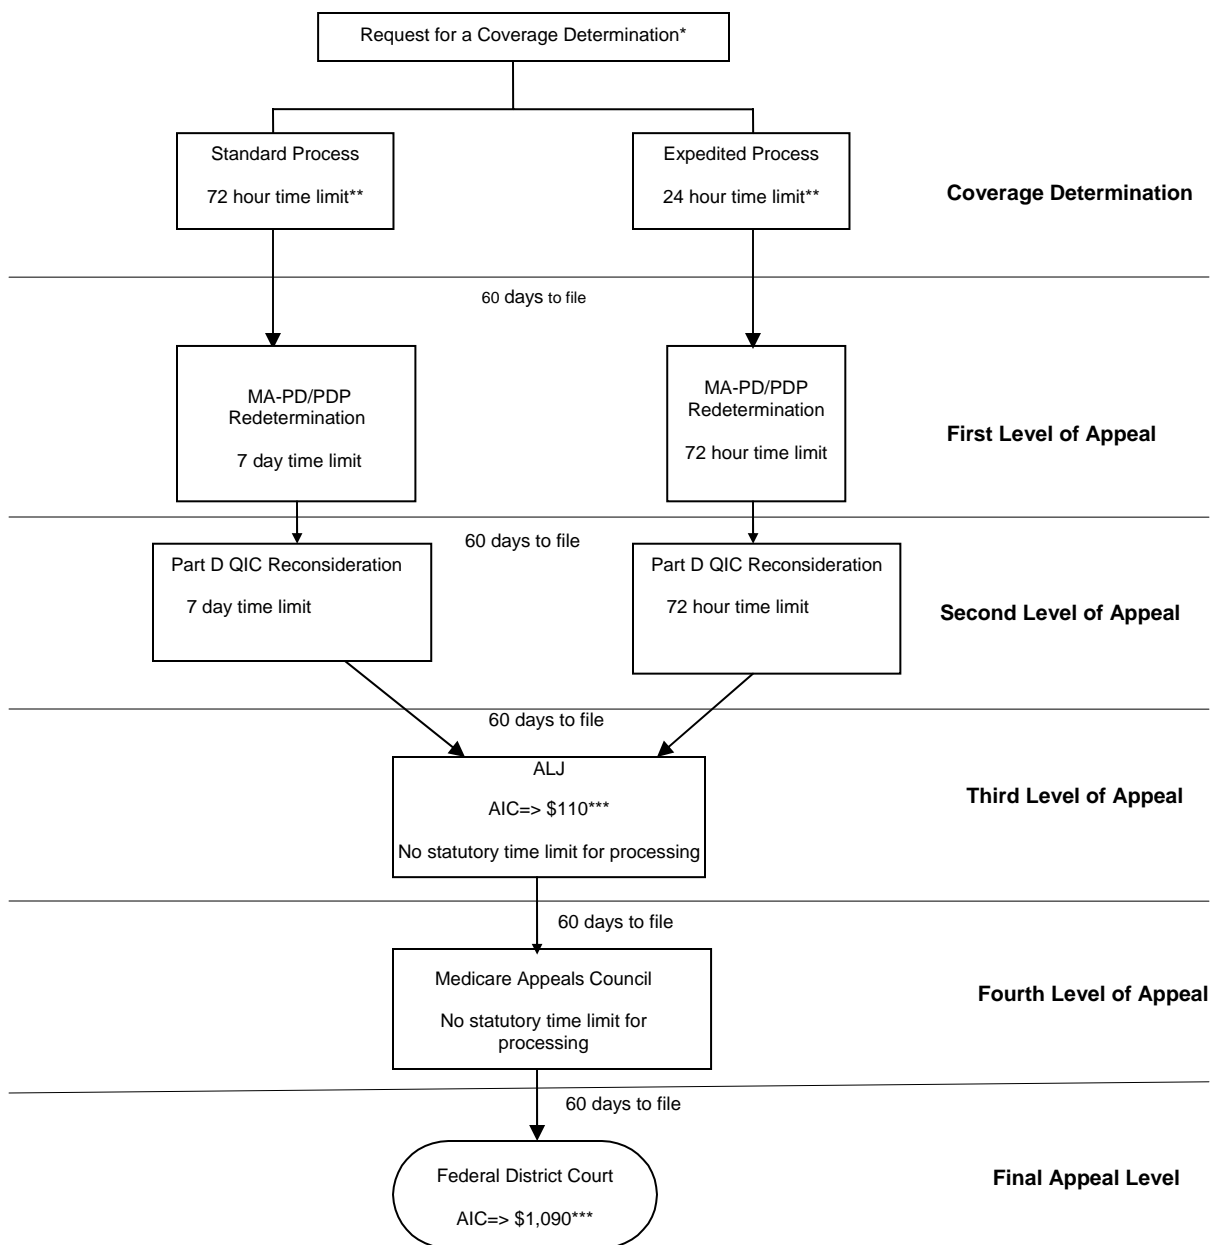 Request for a Coverage Determination*
Standard Process
72 hour time limit**
Expedited Process
24 hour time limit**
Coverage Determination
60 days to file
MA-PD/PDP
Redetermination
7 day time limit
MA-PD/PDP
Redetermination
72 hour time limit
First Level of Appeal
60 days to file
Part D QIC Reconsideration
7 day time limit
Part D QIC Reconsideration
72 hour time limit
Second Level of Appeal
60 days to file
ALJ
AIC=> $110***
No statutory time limit for processing
Third Level of Appeal
60 days to file
Medicare Appeals Council
No statutory time limit for
processing
Fourth Level of Appeal
60 days to file
Federal District Court
AIC=> $1,090***
Final Appeal Level